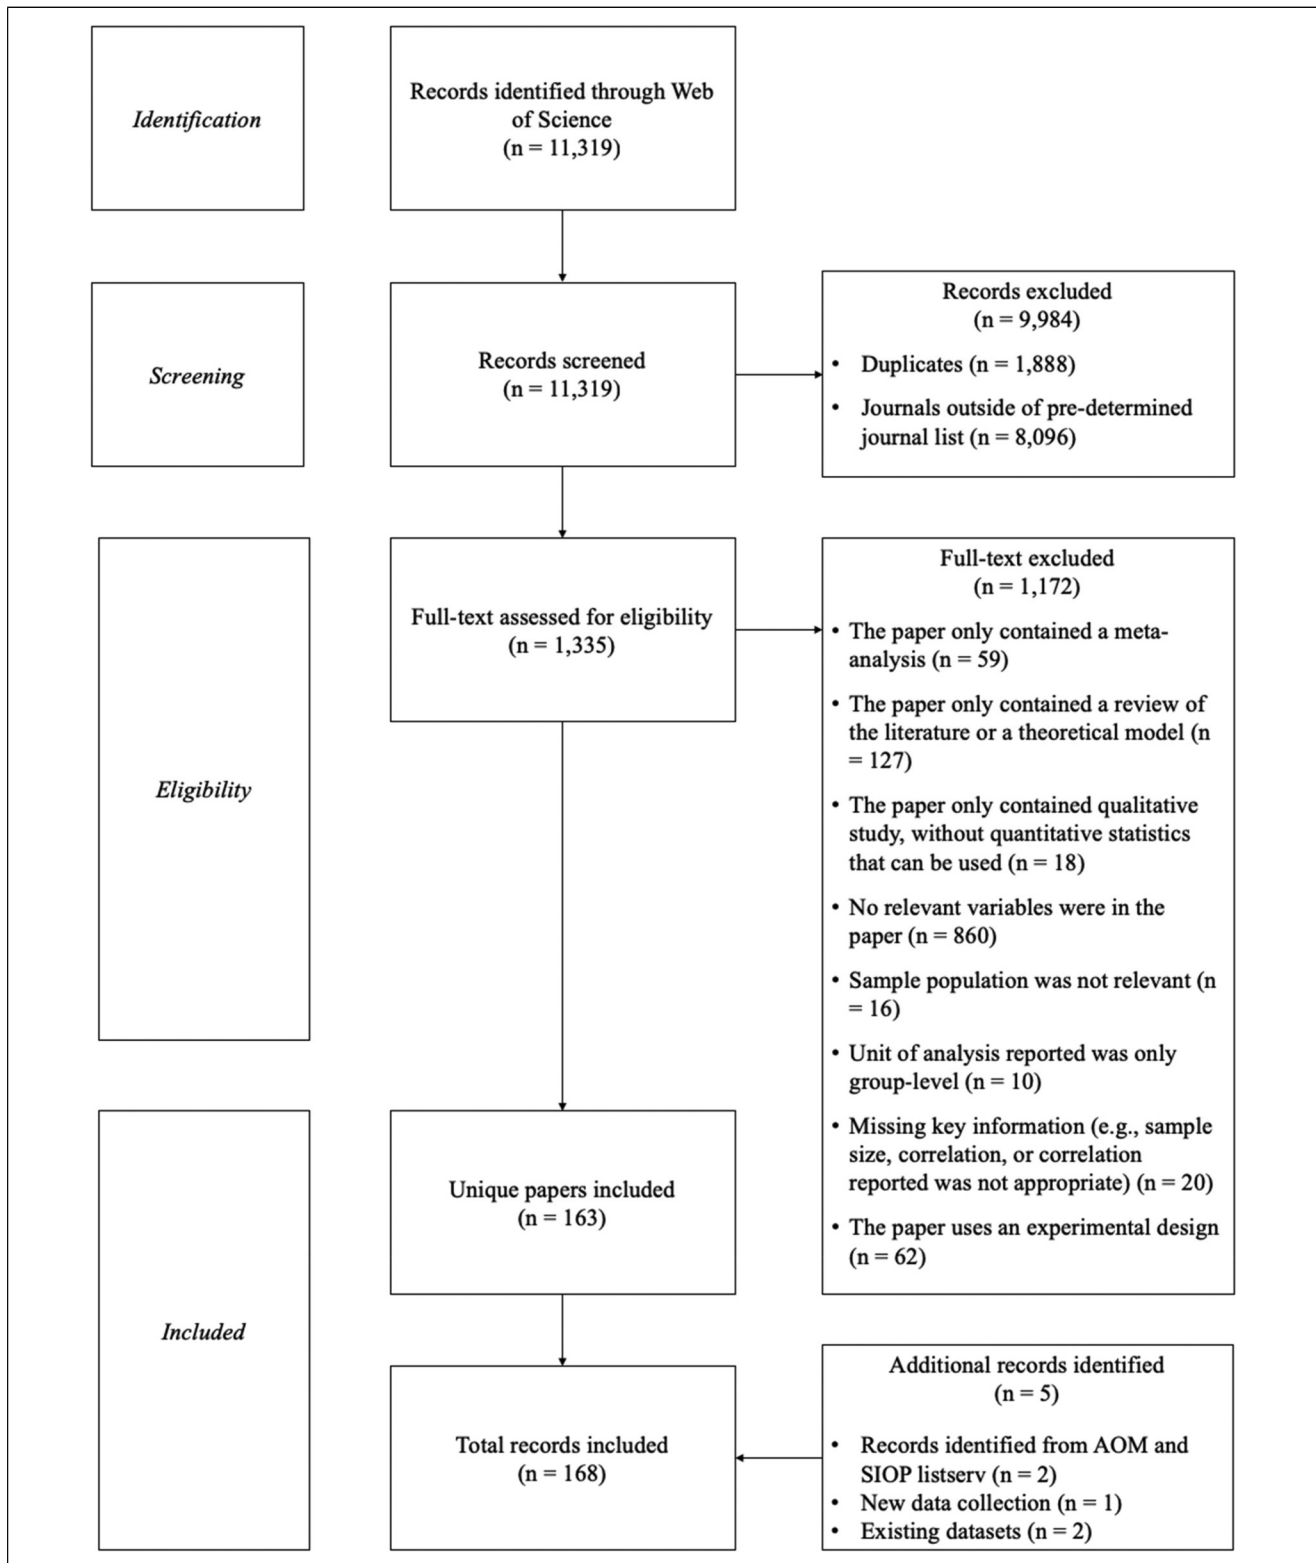 Identification
Records identified through Web
of Science
(n = 11,319)
Screening
Records screened
(n = 11,319)
Records excluded
(n = 9,984)
• Duplicates (n = 1,888)
• Journals outside of pre-determined
journal list (n = 8,096)
Eligibility
Full-text assessed for eligibility
(n = 1,335)
Full-text excluded
(n = 1,172)
• The paper only contained a meta-
analysis (n = 59)
• The paper only contained a review of
the literature or a theoretical model (n
= 127)
• The paper only contained qualitative
study, without quantitative statistics
that can be used (n = 18)
• No relevant variables were in the
paper (n = 860)
• Sample population was not relevant (n
= 16)
• Unit of analysis reported was only
group-level (n = 10)
• Missing key information (e.g., sample
size, correlation, or correlation
reported was not appropriate) (n = 20)
• The paper uses an experimental design
(n = 62)
Included
Unique papers included
(n = 163)
Total records included
(n = 168)
Additional records identified
(n = 5)
• Records identified from AOM and
SIOP listserv (n = 2)
• New data collection (n = 1)
• Existing datasets (n = 2)